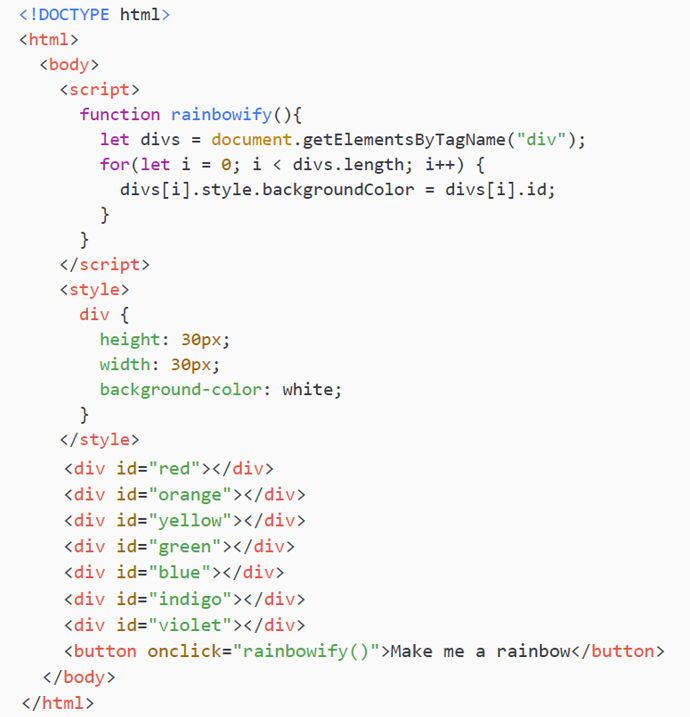 <!DOCTYPE html>
<html>
<body>
<script>
function rainbowify(){
let divs = document.getElementsByTagName("div");
for(let i = 0; i < divs.length; i++) {
divs[i].style.backgroundColor = divs[i].id;
}
}
</script>
<style>
div {
height: 30px;
width: 30px;
background-color: white;
}
</style>
<div id="red"></div>
<div id="orange"></div>
<div id="yellow"></div>
<div id="green"></div>
<div id="blue"></div>
<div id="indigo"></div>
<div id="violet"></div>
<button onclick="rainbowify()">Make me a rainbow</button>
</body>
</html>